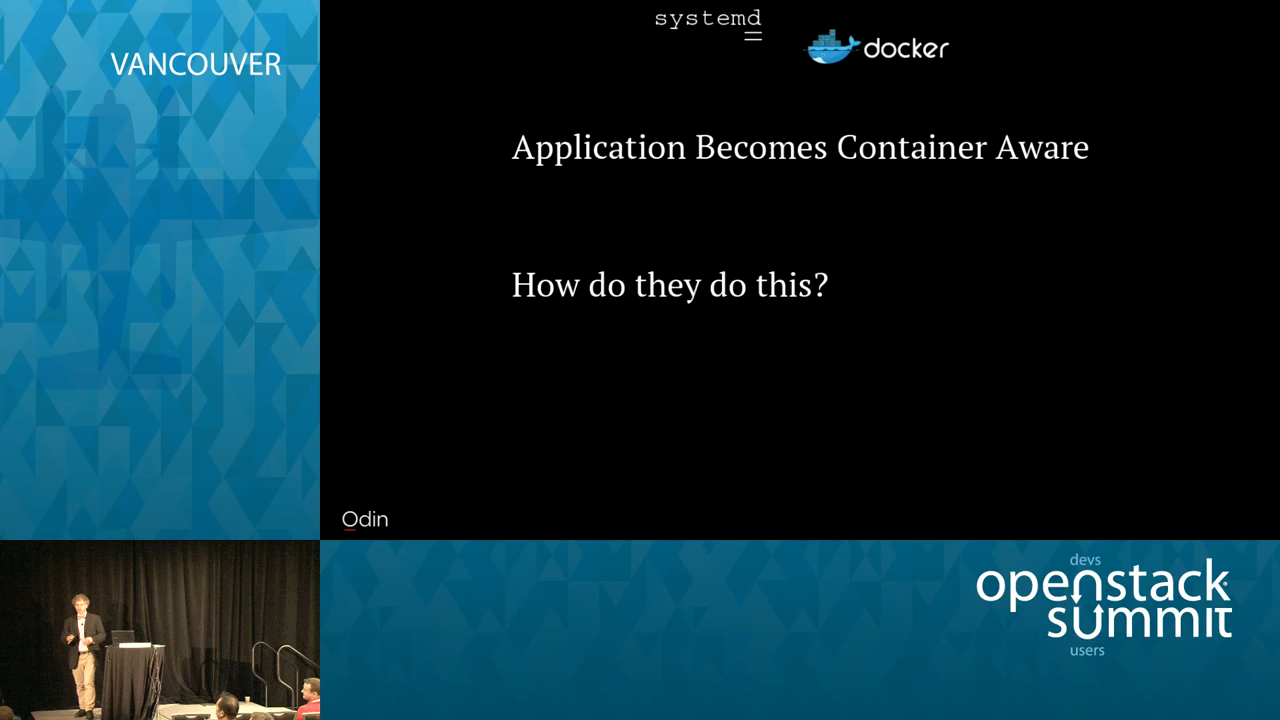 VANCOUVER
systemd
docker
Application Becomes Container Aware
How do they do this?
Odin
devs
openstack
summit
users